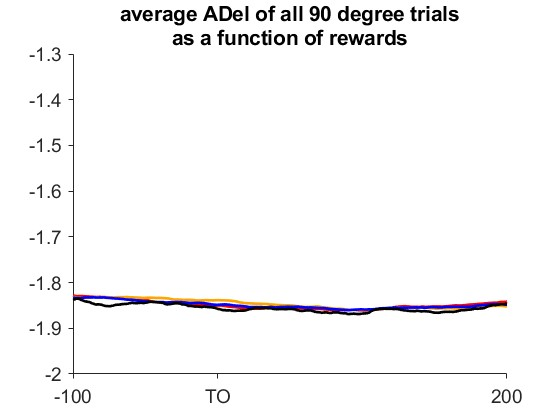 average ADel of all 90 degree trials
as a function of rewards
-1.3
-1.4
-1.5
-1.6
-1.7
-1.8
-1.9
-2
-100 TO 200